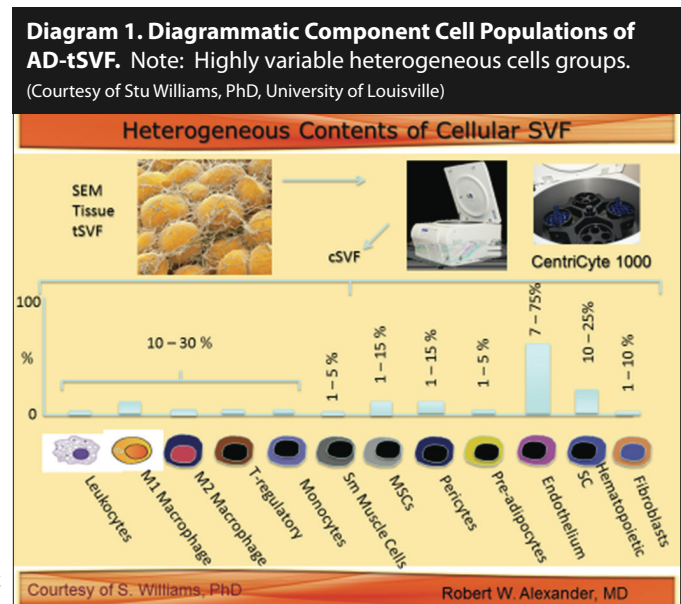 Diagram 1. Diagrammatic Component Cell Populations of
AD-tSVF. Note: Highly variable heterogeneous cells groups.
(Courtesy of Stu Williams, PhD, University of Louisville)
Heterogeneous Contents of Cellular SVF
SEM
Tissue
tSVF
cSVF
CentriCyte 1000
100
%
0
10 – 30 %
1 – 5 %
1 – 15 %
1 – 15 %
1 – 5 %
7 – 75%
10 – 25%
1 – 10 %
Leukocytes
M1 Macrophage
M2 Macrophage
T-regulatory
Monocytes
Sm Muscle Cells
MSCs
Pericytes
Pre-adipocytes
Endothelium
SC
Hematopoietic
Fibroblasts
Courtesy of S. Williams, PhD
Robert W. Alexander, MD